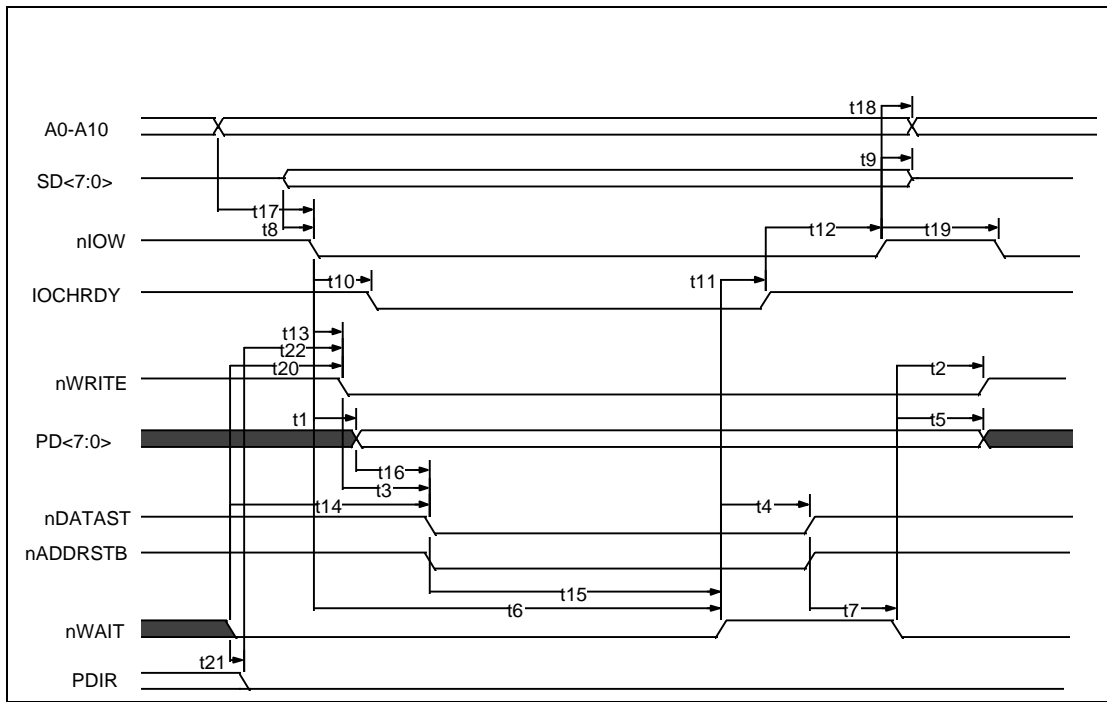 t18
A0-A10
t9
SD<7:0>
t17
t8
t12
t19
nIOW
t10
t11
IOCHRDY
t13
t22
t20
t2
nWRITE
t1
t5
PD<7:0>
t16
t3
t14
t4
nDATAST
nADDRSTB
t15
t6
t7
nWAIT
t21
PDIR